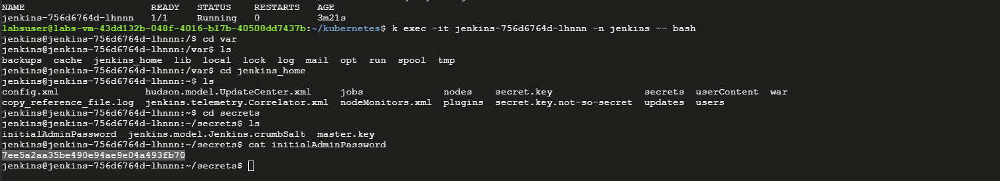 NAME READY STATUS RESTARTS AGE
jenkins-756d6764d-lhnnn 1/1 Running 0 3m21s
labsuser@labs-vm-43dd132b-048f-4016-b17b-40508dd7437b:~/kubernetes$ k exec -it jenkins-756d6764d-lhnnn -n jenkins -- bash
jenkins@jenkins-756d6764d-lhnnn:/$ cd var
jenkins@jenkins-756d6764d-lhnnn:/var$ ls
backups cache jenkins_home lib local lock log mail opt run spool tmp
jenkins@jenkins-756d6764d-lhnnn:/var$ cd jenkins_home
jenkins@jenkins-756d6764d-lhnnn:~$ ls
config.xml hudson.model.UpdateCenter.xml jobs nodes secret.key secrets userContent war
copy_reference_file.log jenkins.telemetry.Correlator.xml nodeMonitors.xml plugins secret.key.not-so-secret updates users
jenkins@jenkins-756d6764d-lhnnn:~$ cd secrets
jenkins@jenkins-756d6764d-lhnnn:~/secrets$ ls
initialAdminPassword jenkins.model.Jenkins.crumbSalt master.key
jenkins@jenkins-756d6764d-lhnnn:~/secrets$ cat initialAdminPassword
7ee5a2aa35be490e94ae9e04a493fb70
jenkins@jenkins-756d6764d-lhnnn:~/secrets$